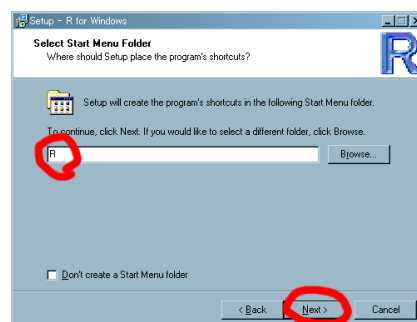 Setup - R for Windows
Select Start Menu Folder
Where should Setup place the program's shortcuts?
R
Setup will create the program's shortcuts in the following Start Menu folder.
To continue, click Next. If you would like to select a different folder, click Browse.
R
Browse...
Don't create a Start Menu folder
< Back
Next >
Cancel